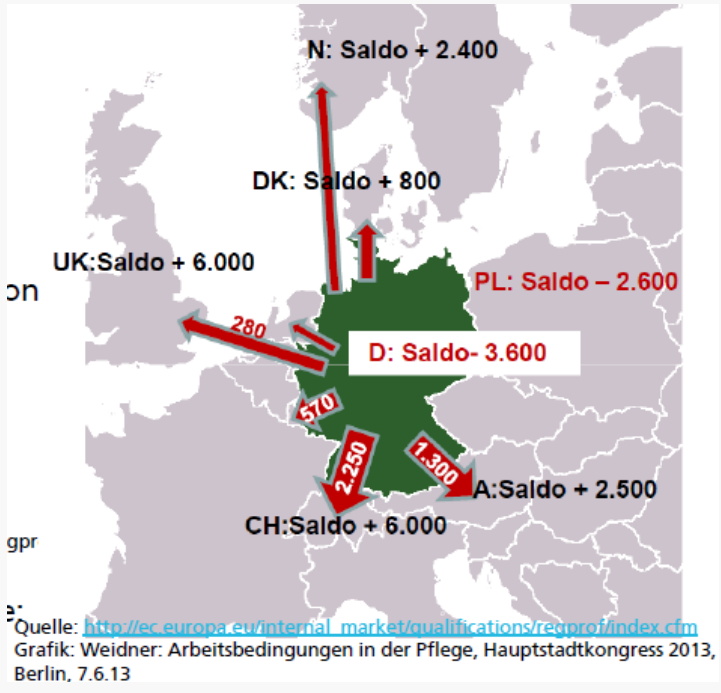 N: Saldo + 2.400
DK: Saldo + 800
UK:Saldo + 6.000
on
PL: Saldo – 2.600
280
D: Saldo- 3.600
570
2.250
1.300
A:Saldo + 2.500
CH:Saldo + 6.000
gpr
e:
Quelle: http://ec.europa.eu/internal_market/qualifications/regprof/index.cfm
Grafik: Weidner: Arbeitsbedingungen in der Pflege, Hauptstadtkongress 2013,
Berlin, 7.6.13